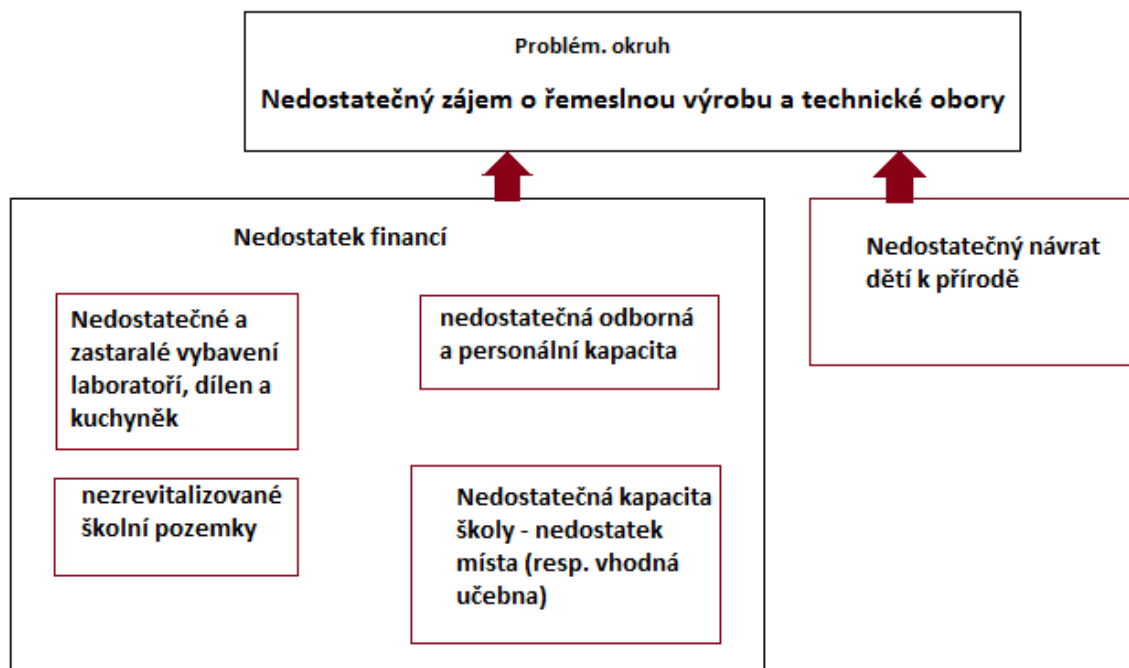 Problém. okruh
Nedostatečný zájem o řemeslnou výrobu a technické obory
Nedostatek financí
Nedostatečné a
zastaralé vybavení
laboratoří, dílen a
kuchyněk
nedostatečná odborná
a personální kapacita
nezrevitalizované
školní pozemky
Nedostatečná kapacita
školy - nedostatek
místa (resp. vhodná
učebna)
Nedostatečný návrat
dětí k přírodě